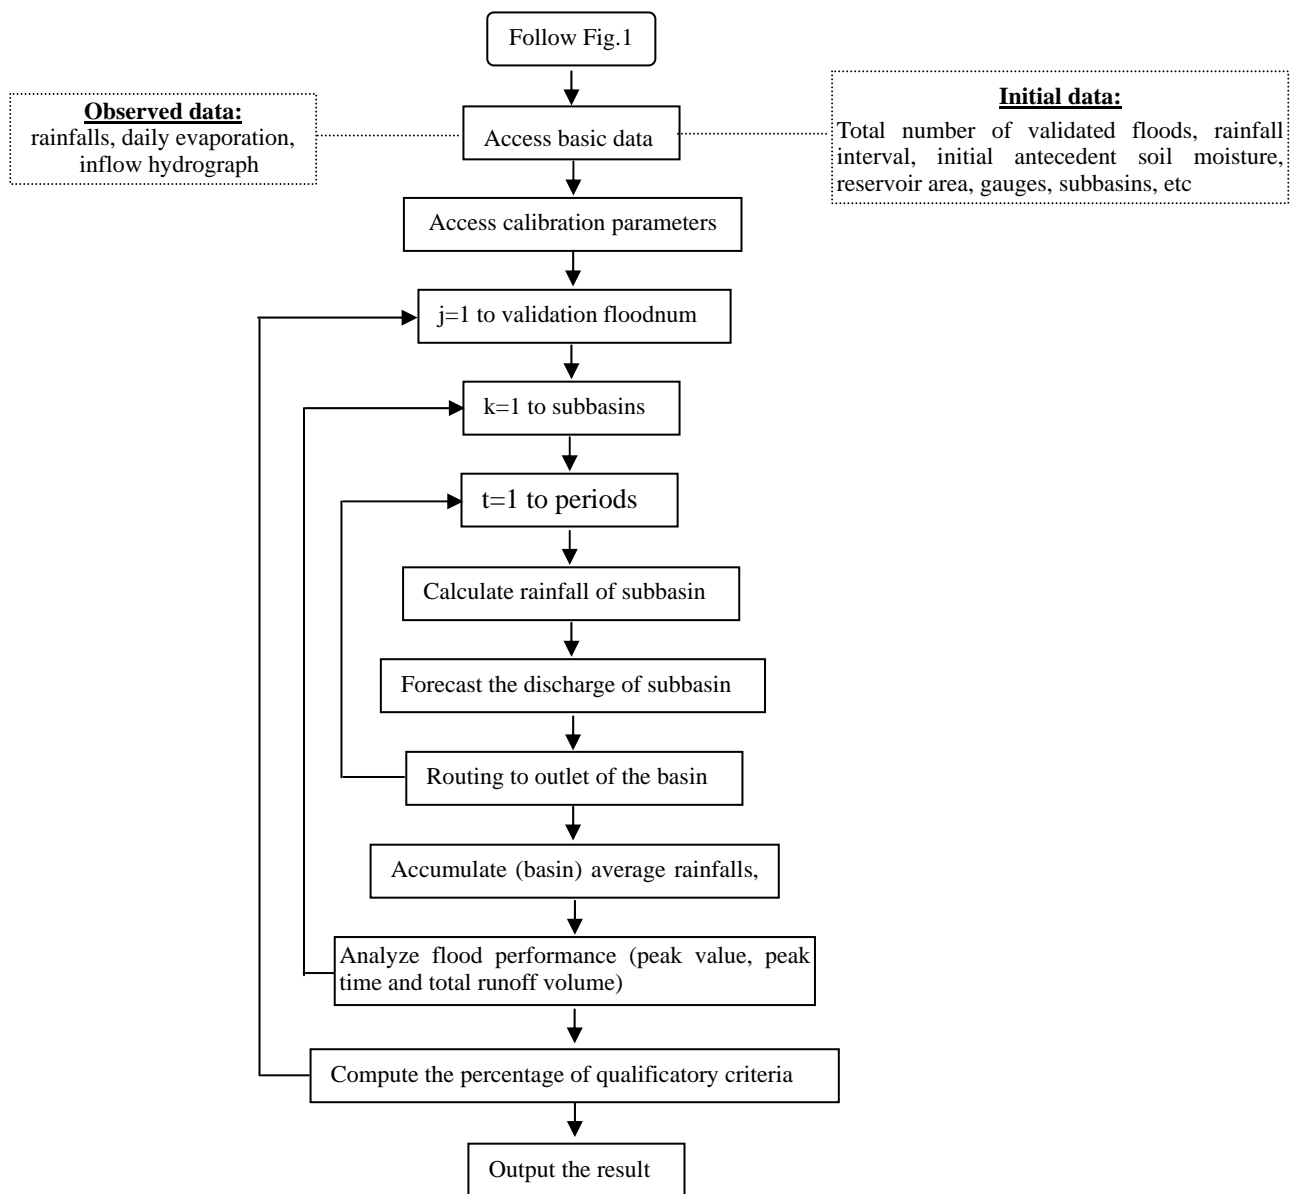 Follow Fig.1
Observed data:
rainfalls, daily evaporation,
inflow hydrograph
Access basic data
Initial data:
Total number of validated floods, rainfall
interval, initial antecedent soil moisture,
reservoir area, gauges, subbasins, etc
Access calibration parameters
j=1 to validation floodnum
k=1 to subbasins
t=1 to periods
Calculate rainfall of subbasin
Forecast the discharge of subbasin
Routing to outlet of the basin
Accumulate (basin) average rainfalls,
Analyze flood performance (peak value, peak
time and total runoff volume)
Compute the percentage of qualificatory criteria
Output the result